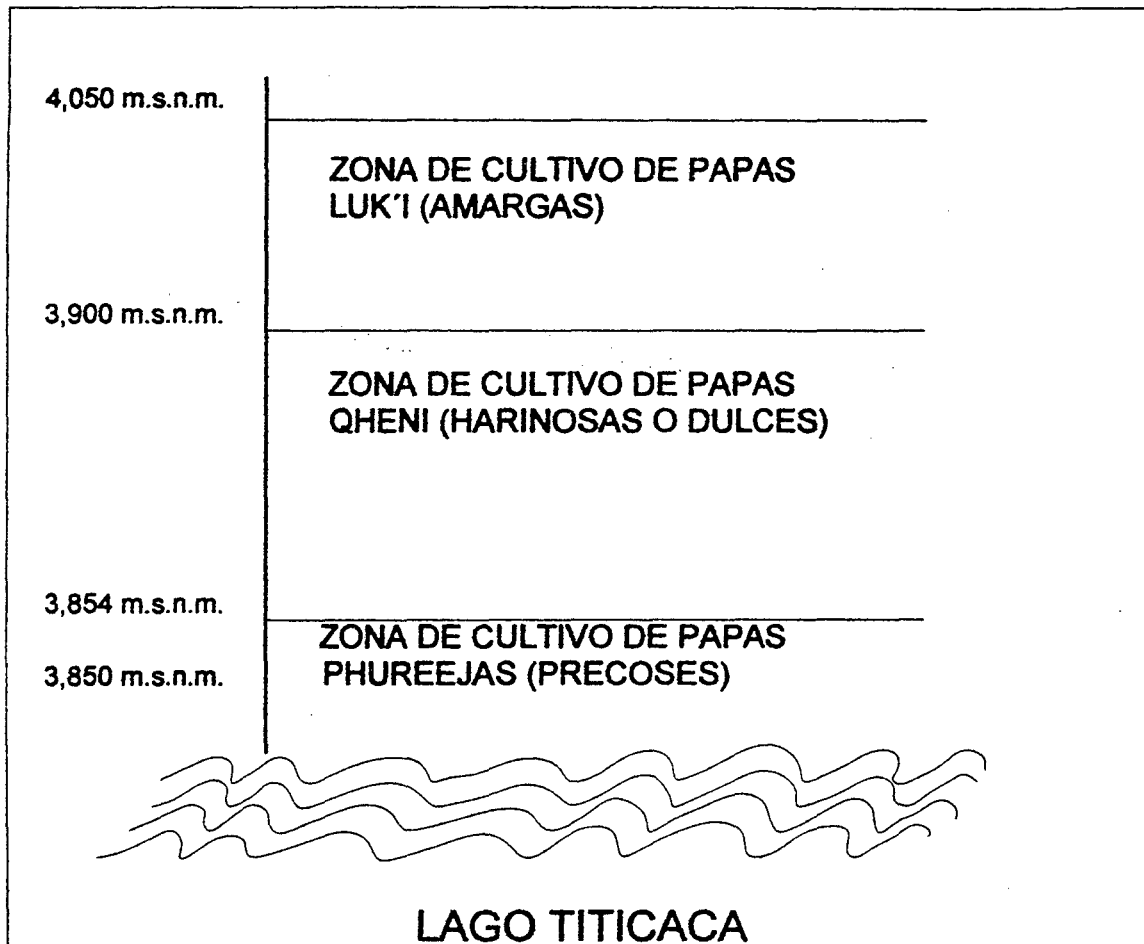 4,050 m.s.n.m.
ZONA DE CULTIVO DE PAPAS
LUK´I (AMARGAS)
3,900 m.s.n.m.
ZONA DE CULTIVO DE PAPAS
QHENI (HARINOSAS O DULCES)
3,854 m.s.n.m.
ZONA DE CULTIVO DE PAPAS
3,850 m.s.n.m.
PHUREEJAS (PRECOSES)
LAGO TITICACA